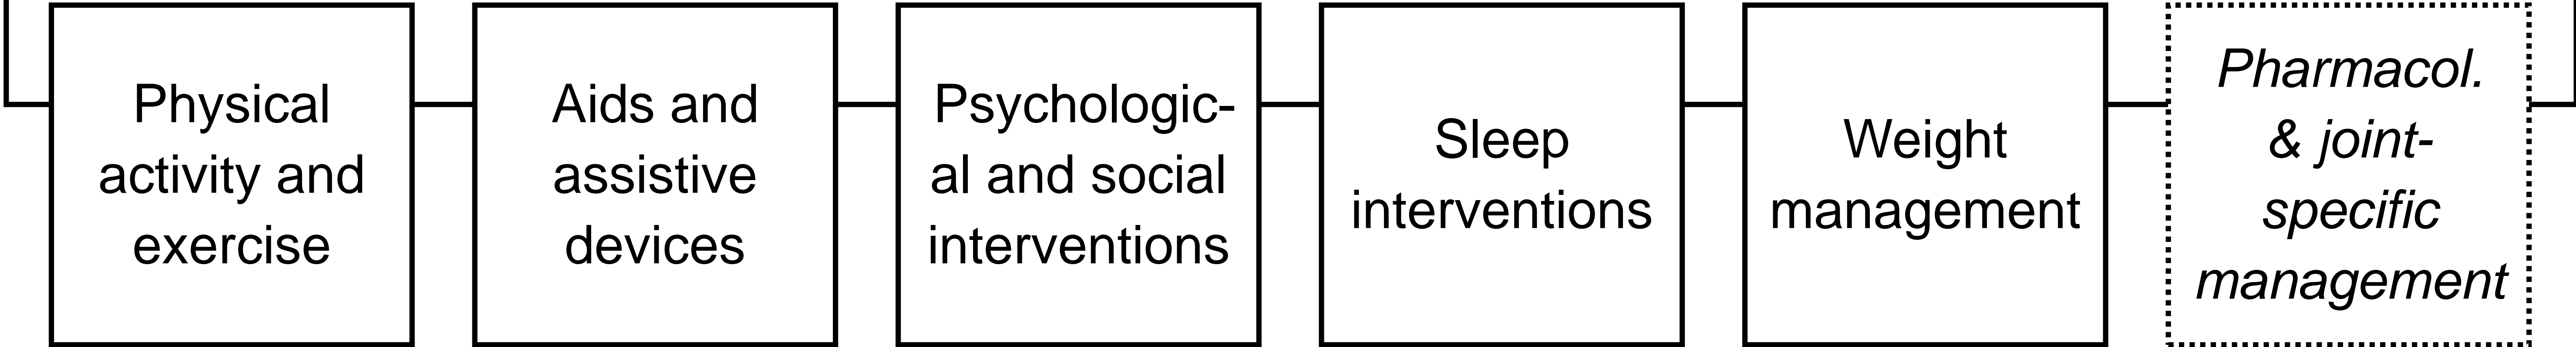 Physical
activity and
exercise
Aids and
assistive
devices
Psychologic-
al and social
interventions
Sleep
interventions
Weight
management
Pharmacol.
& joint-
specific
management